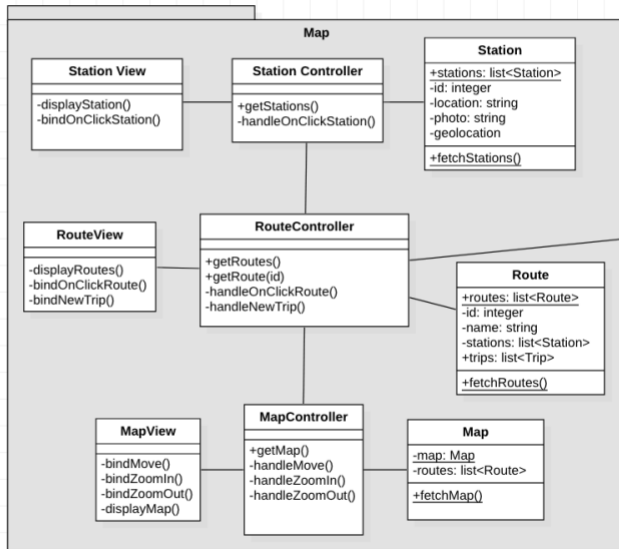 Map
Station View
-displayStation()
-bindOnClickStation()
Station Controller
+getStations()
-handleOnClickStation()
Station
+stations: list<Station>
-id: integer
-location: string
-photo: string
-geolocation
+fetchStations()
RouteView
-displayRoutes()
-bindOnClickRoute()
-bindNewTrip()
RouteController
+getRoutes()
+getRoute(id)
-handleOnClickRoute()
-handleNewTrip()
Route
+routes: list<Route>
-id: integer
-name: string
-stations: list<Station>
+trips: list<Trip>
+fetchRoutes()
MapView
-bindMove()
-bindZoomIn()
-bindZoomOut()
-displayMap()
MapController
+getMap()
-handleMove()
-handleZoomIn()
-handleZoomOut()
Map
-map: Map
-routes: list<Route>
+fetchMap()